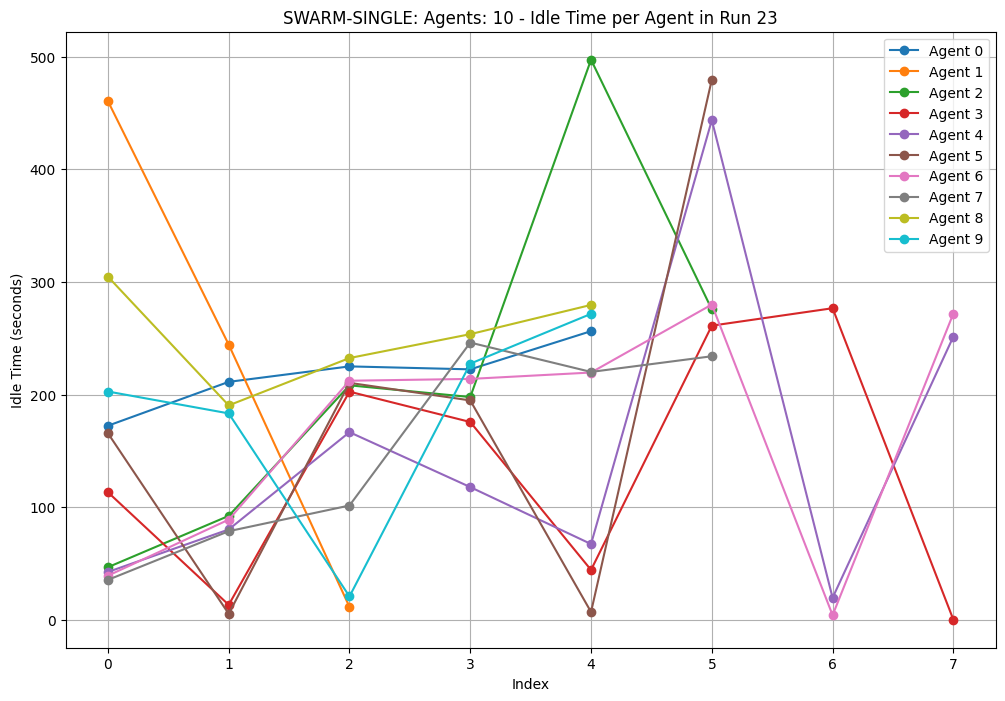 SWARM-SINGLE: Agents: 10 - Idle Time per Agent in Run 23
500
400
300
200
100
0
Idle Time (seconds)
0 1 2 3 4 5 6 7
Index
Agent 0
Agent 1
Agent 2
Agent 3
Agent 4
Agent 5
Agent 6
Agent 7
Agent 8
Agent 9